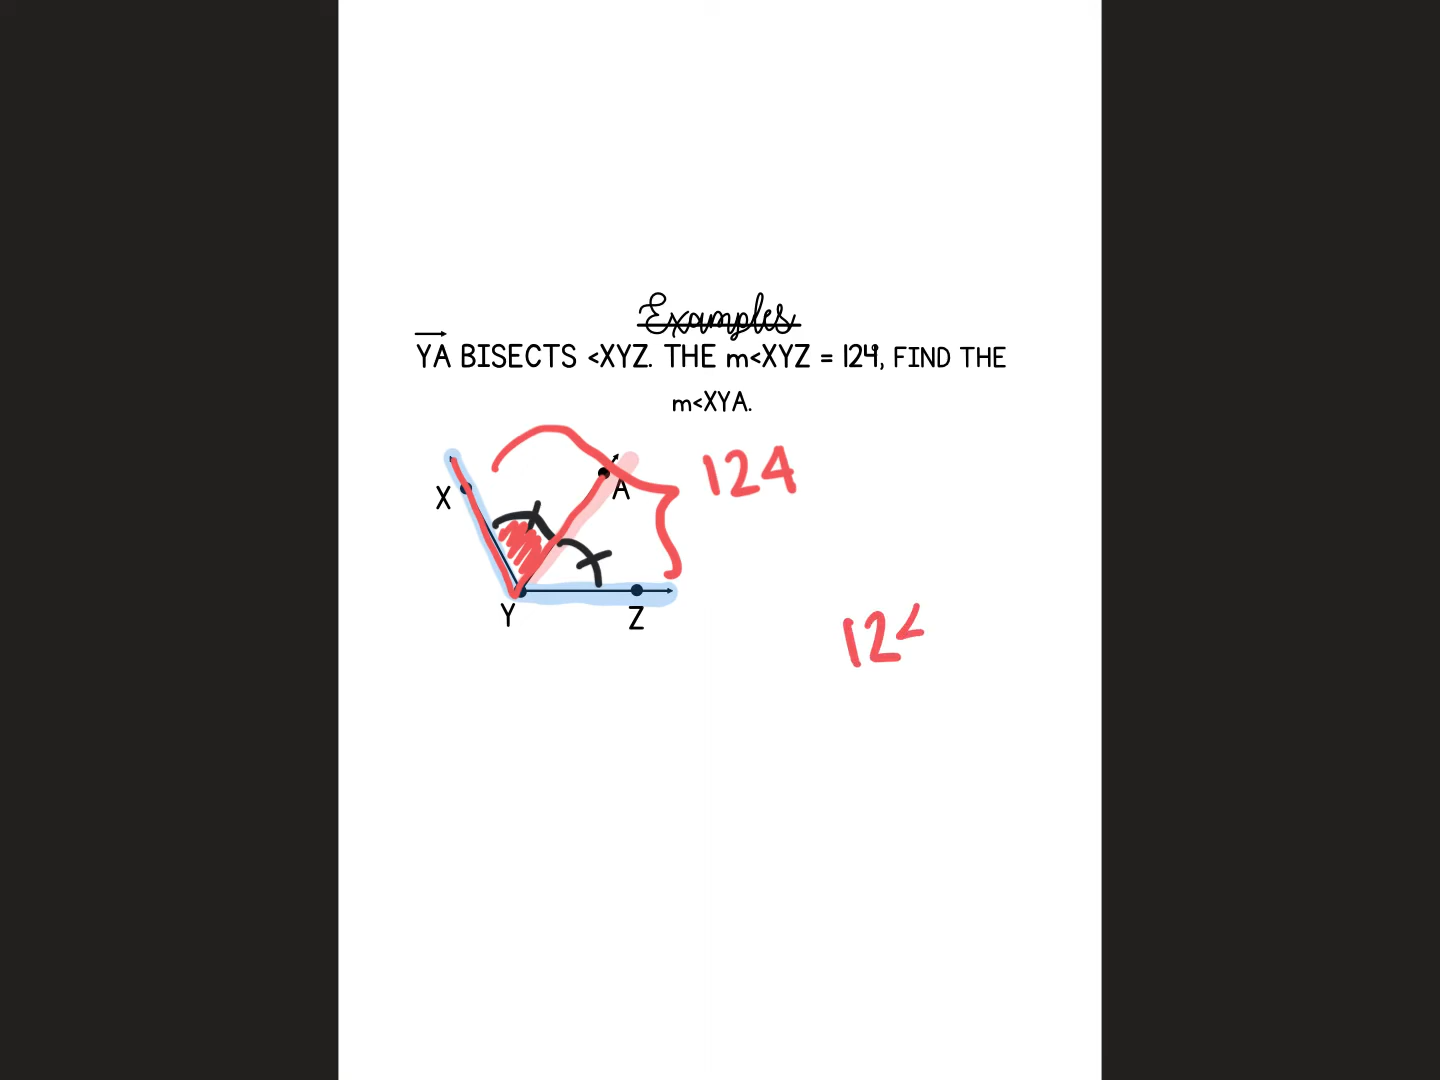 Examples
YA BISECTS <XYZ. THE m<XYZ = 124, FIND THE
m<XYA.
124
A
X
Y
Z
12